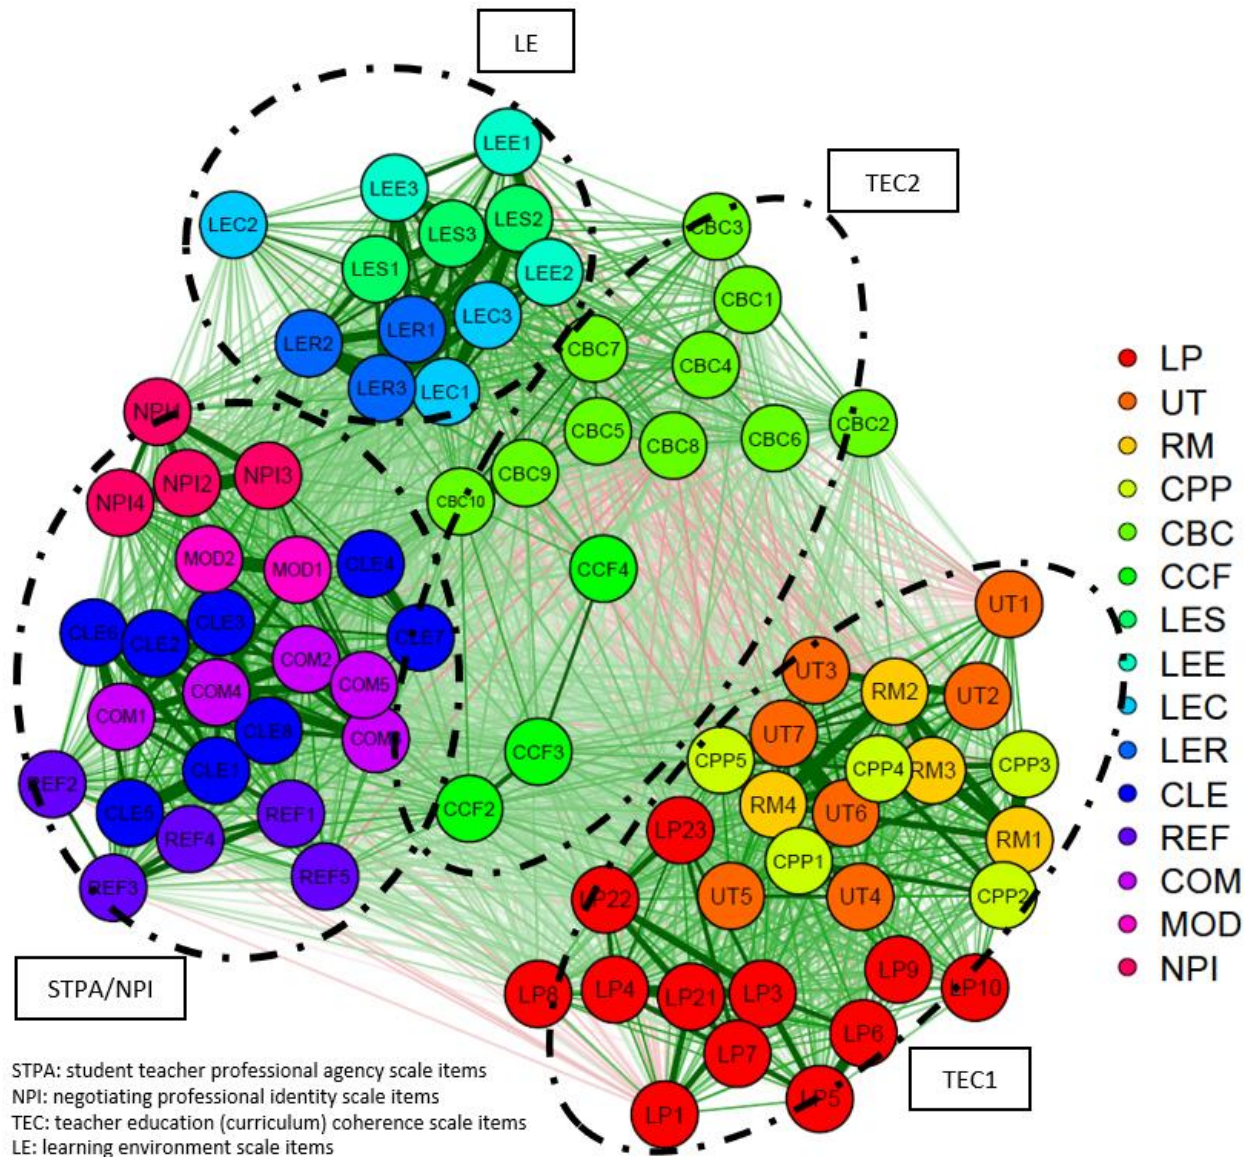 LE
TEC2
LEE1
LEE3
LEC2
LES3
LES2
LES1
LEE2
CBC3
CBC1
LER2
LER1
LEC3
CBC7
CBC4
LER3
LEC1
CBC5
CBC8
CBC6
CBC2
NPI3
NPI2
NPI4
CBC9
CBC10
MOD2
MOD1
CLE4
CCF4
UT1
CLE6
CLE2
CLE3
CLE7
COM2
COM5
COM4
COM1
UT3
RM2
UT2
UT7
CCF3
CPP5
CPP4
RM3
CPP3
CLE1
REF2
CCF2
RM4
UT6
RM1
REF1
REF4
LP23
CPP1
REF5
REF3
LP22
UT5
UT4
CPP2
LP8
LP4
LP21
LP3
LP9
LP10
LP7
LP6
LP1
LP5
LP
UT
RM
CPP
CBC
CCF
LES
LEE
LEC
LER
CLE
REF
COM
MOD
NPI
STPA/NPI
TEC1
STPA: student teacher professional agency scale items
NPI: negotiating professional identity scale items
TEC: teacher education (curriculum) coherence scale items
LE: learning environment scale items